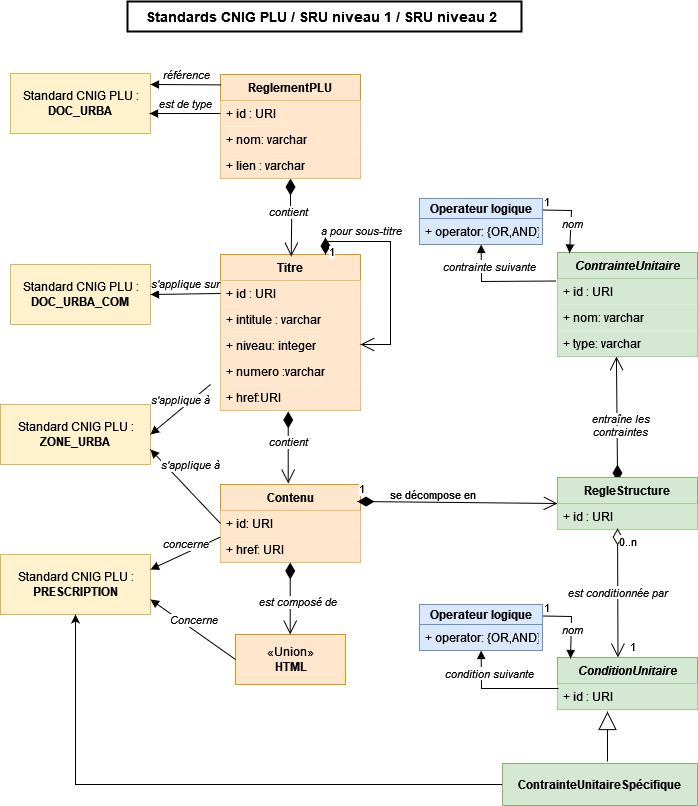 Standards CNIG PLU / SRU niveau 1 / SRU niveau 2
Standard CNIG PLU :
DOC_URBA
référence
est de type
ReglementPLU
+ id : URI
+ nom: varchar
+ lien : varchar
contient
a pour sous-titre
1
Standard CNIG PLU :
DOC_URBA_COM
s'applique sur
Titre
+ id : URI
+ intitule : varchar
+ niveau: integer
+ numero :varchar
+ href:URI
Operateur logique
+ operator: {OR,AND}
1
nom
contrainte suivante
ContrainteUnitaire
+ id : URI
+ nom: varchar
+ type: varchar
s'applique à
Standard CNIG PLU :
ZONE_URBA
s'applique à
contient
entraîne les
contraintes
Contenu
+ id: URI
+ href: URI
1
se décompose en
RegleStructure
+ id : URI
0..n
concerne
Standard CNIG PLU :
PRESCRIPTION
Concerne
est composé de
«Union»
HTML
est conditionnée par
1
Operateur logique
+ operator: {OR,AND}
1
nom
condition suivante
ConditionUnitaire
+ id : URI
ContrainteUnitaireSpécifique